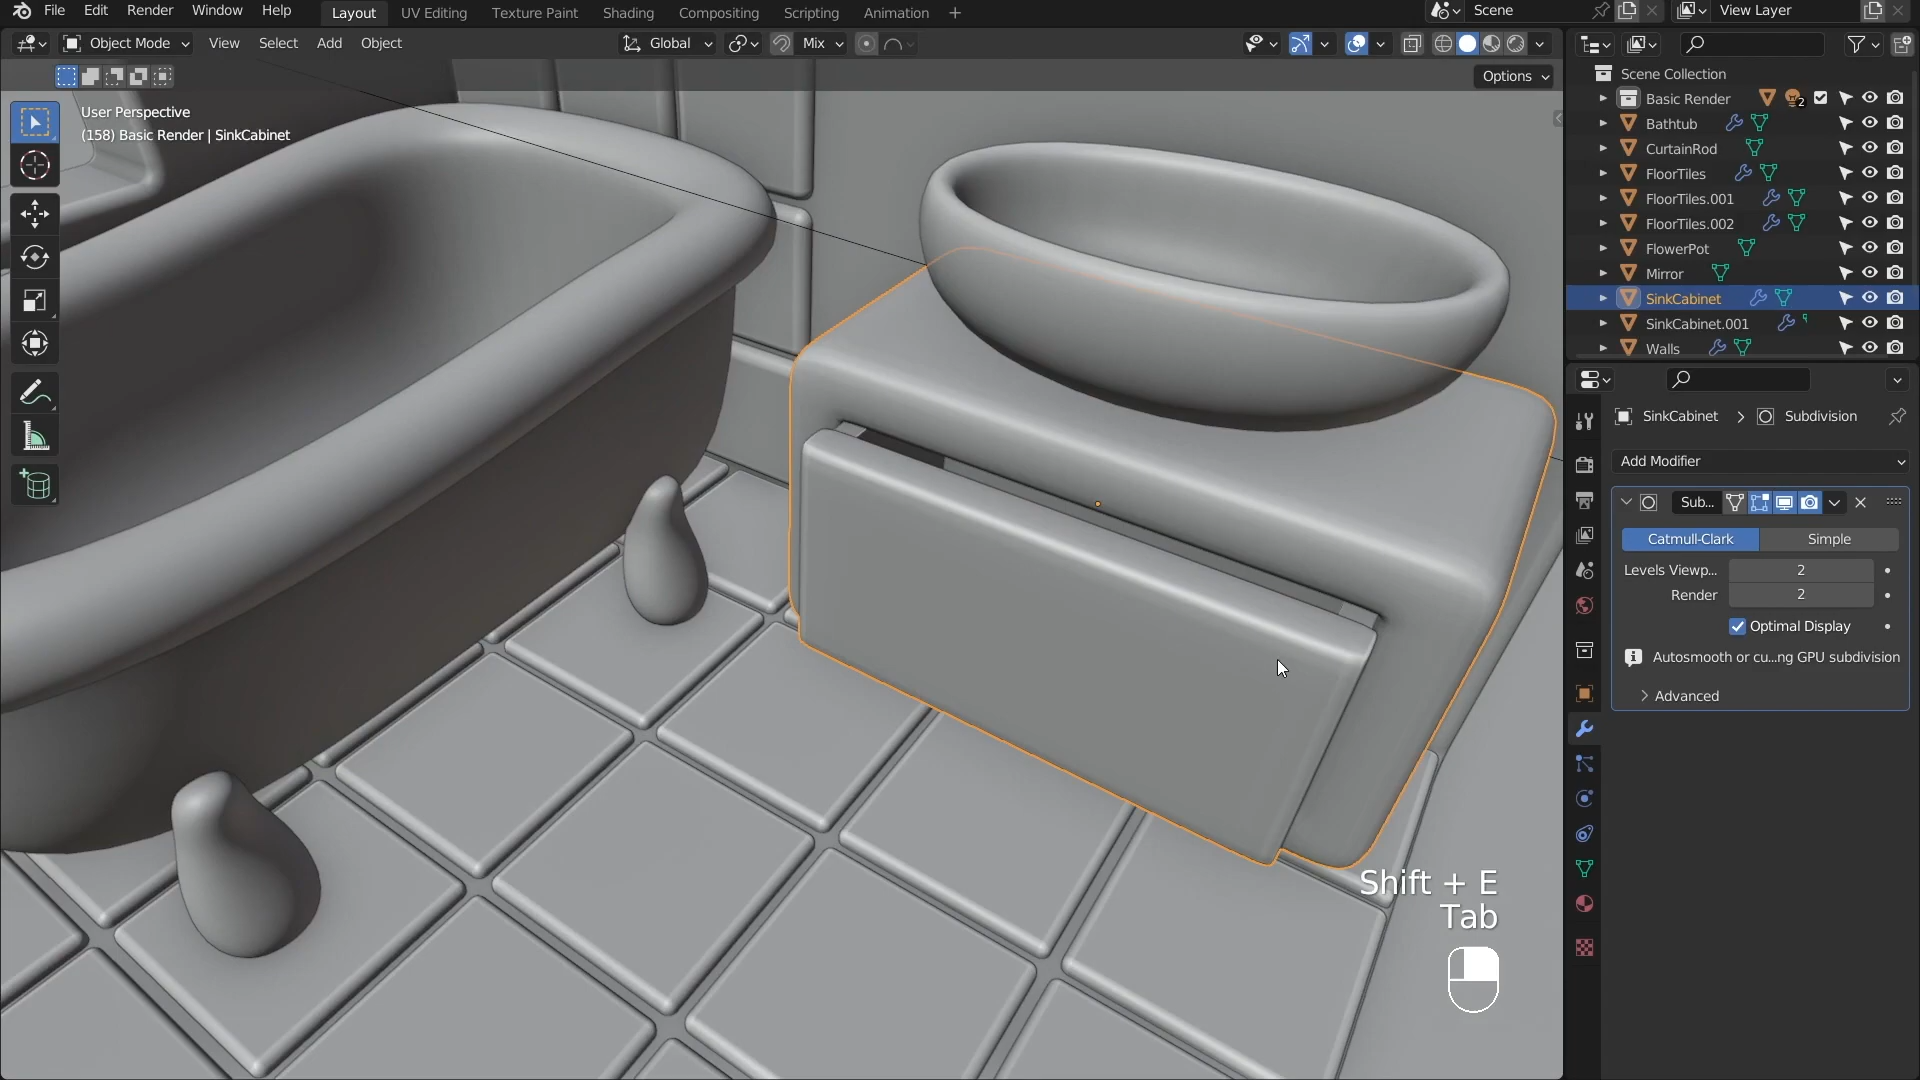 File Edit Render Window Help Layout UV Editing Texture Paint Shading Compositing Scripting Animation + Scene View Layer
Object Mode View Select Add Object Global Mix
Options
User Perspective
(158) Basic Render | SinkCabinet
Scene Collection
Basic Render 2
Bathtub
CurtainRod
FloorTiles
FloorTiles.001
FloorTiles.002
FlowerPot
Mirror
SinkCabinet
SinkCabinet.001
Walls
SinkCabinet > Subdivision
Add Modifier
Sub...
Catmull-Clark Simple
Levels Viewp... 2
Render 2
Optimal Display
Autosmooth or cu...ng GPU subdivision
Advanced
Shift + E
Tab